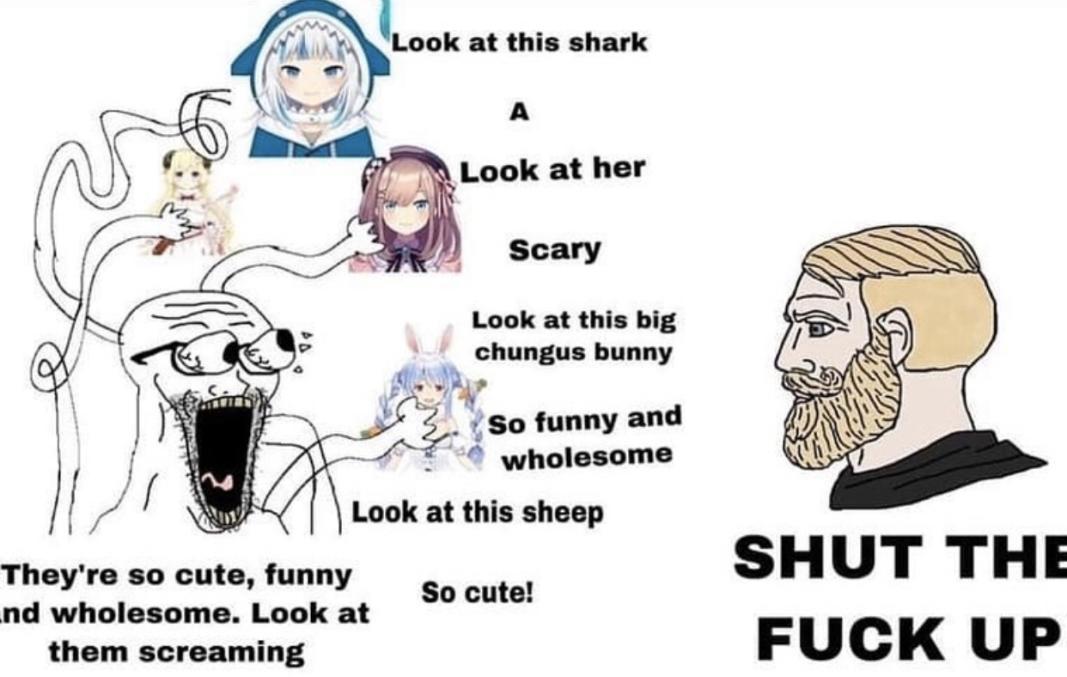 Look at this shark
A
Look at her
Scary
Look at this big
chungus bunny
So funny and
wholesome
Look at this sheep
So cute!
They're so cute, funny
nd wholesome. Look at
them screaming
SHUT THE
FUCK UP